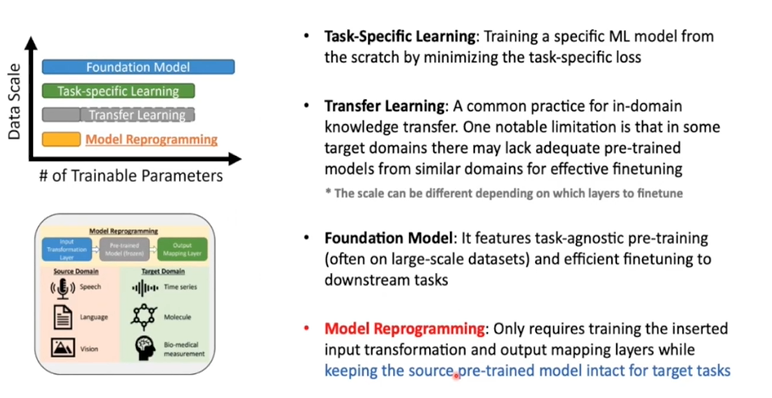 Data Scale
Foundation Model
Task-specific Learning
Transfer Learning
Model Reprogramming
# of Trainable Parameters
Model Reprogramming
Input
Transformation
Layer
Pre-trained
Model (frozen)
Output
Mapping Layer
Source Domain
Target Domain
Speech
Time series
Language
Molecule
Vision
Bio-medical
measurement
• Task-Specific Learning: Training a specific ML model from
the scratch by minimizing the task-specific loss
• Transfer Learning: A common practice for in-domain
knowledge transfer. One notable limitation is that in some
target domains there may lack adequate pre-trained
models from similar domains for effective finetuning
* The scale can be different depending on which layers to finetune
• Foundation Model: It features task-agnostic pre-training
(often on large-scale datasets) and efficient finetuning to
downstream tasks
• Model Reprogramming: Only requires training the inserted
input transformation and output mapping layers while
keeping the source pre-trained model intact for target tasks